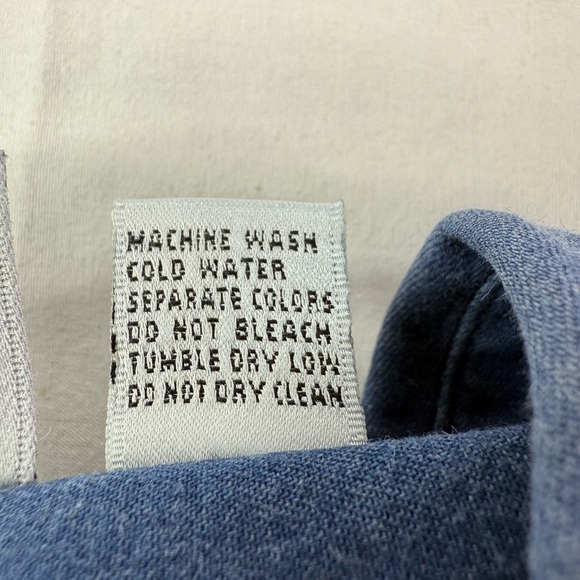 MACHINE WASH
COLD WATER
SEPARATE COLORS
DO NOT BLEACH
TUMBLE DRY LOW
DO NOT DRY CLEAN